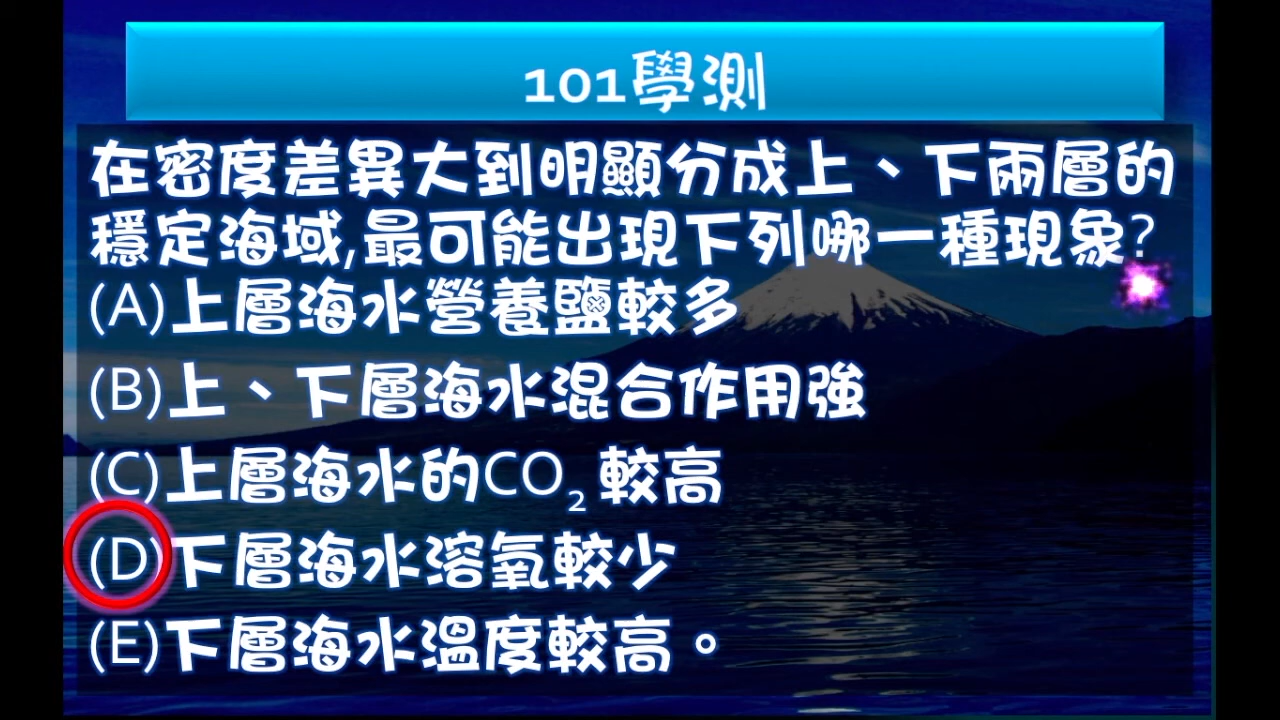 101學測
在密度差異大到明顯分成上、下兩層的
穩定海域,最可能出現下列哪一種現象?
(A)上層海水營養鹽較多
(B)上、下層海水混合作用強
(C)上層海水的CO₂較高
(D)下層海水溶氧較少
(E)下層海水溫度較高。